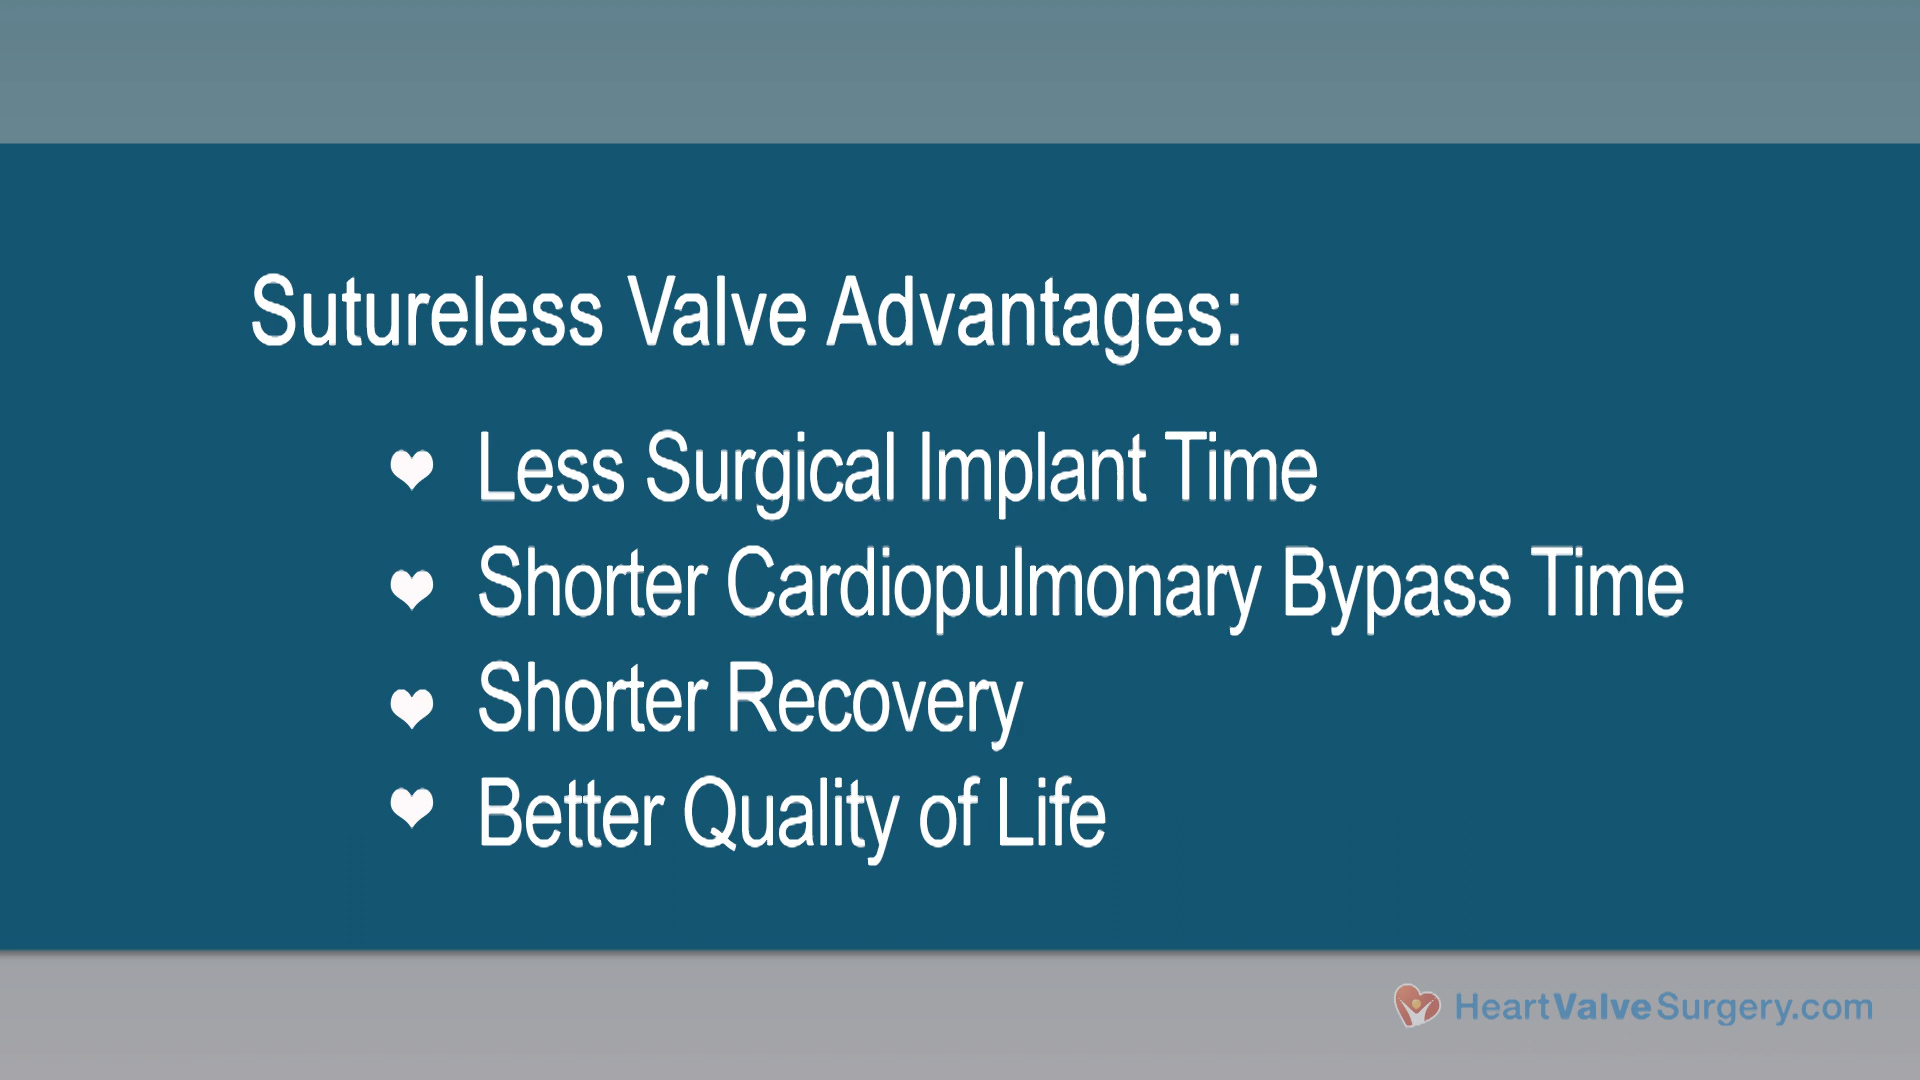 Sutureless Valve Advantages:
Less Surgical Implant Time
Shorter Cardiopulmonary Bypass Time
Shorter Recovery
Better Quality of Life
HeartValveSurgery.com